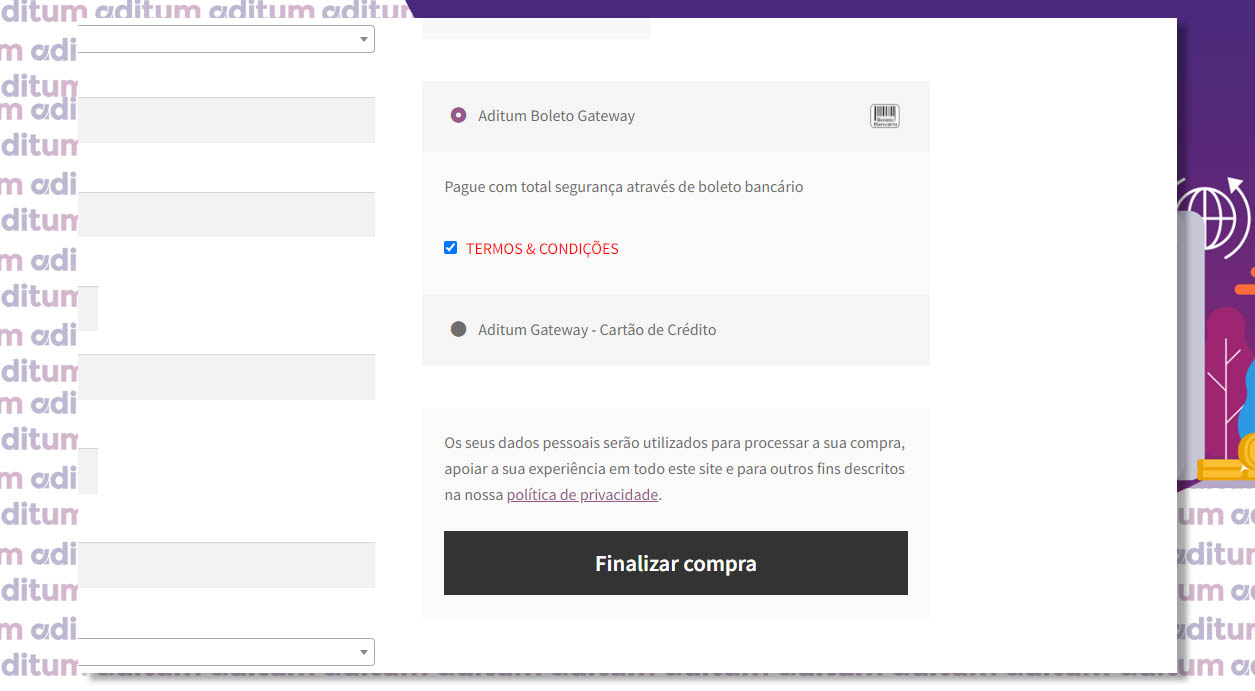 aditum aditum aditum aditum
Aditum Boleto Gateway
Boleto
Bancário
Pague com total segurança através de boleto bancário
TERMOS & CONDIÇÕES
Aditum Gateway - Cartão de Crédito
Os seus dados pessoais serão utilizados para processar a sua compra,
apoiar a sua experiência em todo este site e para outros fins descritos
na nossa política de privacidade.
Finalizar compra